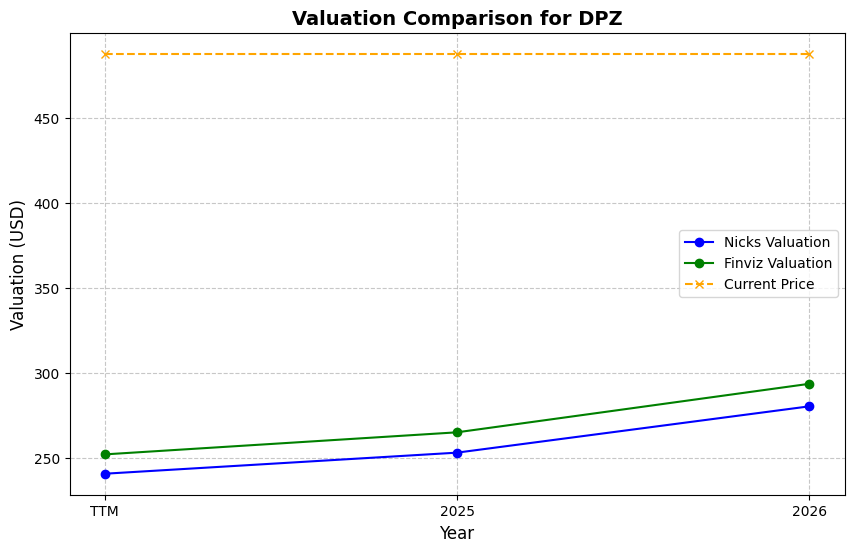 Valuation Comparison for DPZ
Valuation (USD)
450
400
350
300
250
Nicks Valuation
Finviz Valuation
Current Price
TTM
2025
2026
Year